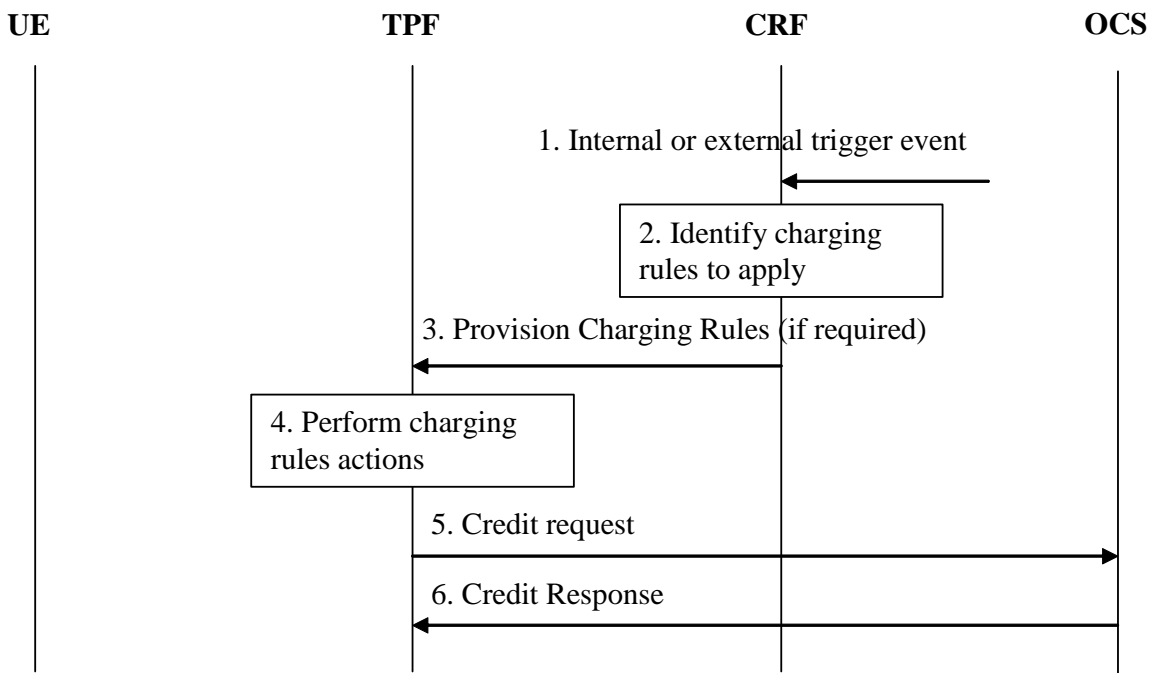 UE TPF CRF OCS
1. Internal or external trigger event
2. Identify charging
rules to apply
3. Provision Charging Rules (if required)
4. Perform charging
rules actions
5. Credit request
6. Credit Response